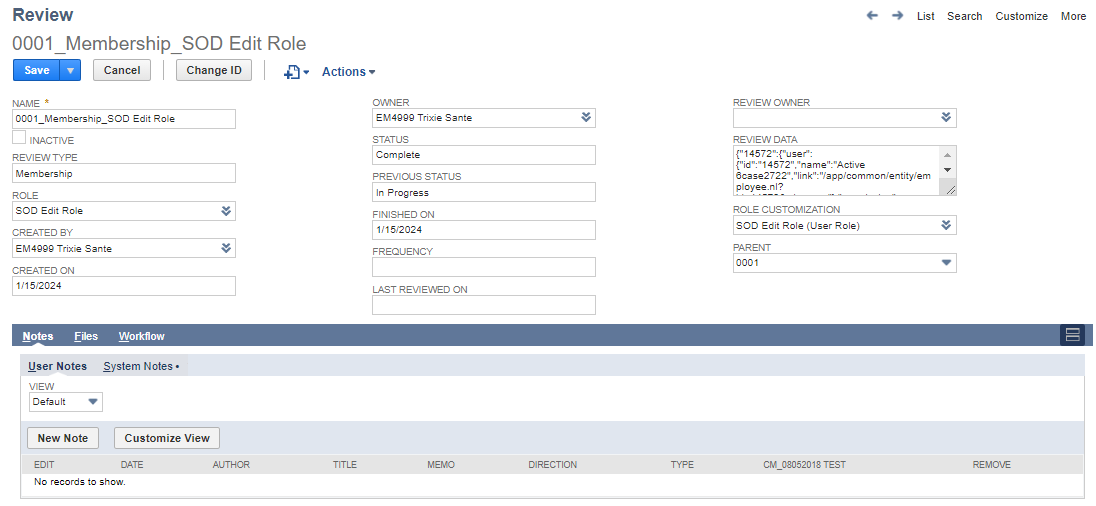 Review
List Search Customize More
0001_Membership_SOD Edit Role
Save Cancel Change ID Actions
NAME *
0001_Membership_SOD Edit Role
INACTIVE
REVIEW TYPE
Membership
ROLE
SOD Edit Role
CREATED BY
EM4999 Trixie Sante
CREATED ON
1/15/2024
OWNER
EM4999 Trixie Sante
STATUS
Complete
PREVIOUS STATUS
In Progress
FINISHED ON
1/15/2024
FREQUENCY
LAST REVIEWED ON
REVIEW OWNER
REVIEW DATA
{"14572":{"user":
{"id":"14572","name":"Active
6case2722","link":"/app/common/entity/em
ployee.nl?
ROLE CUSTOMIZATION
SOD Edit Role (User Role)
PARENT
0001
Notes Files Workflow
User Notes System Notes •
VIEW
Default
New Note Customize View
EDIT DATE AUTHOR TITLE MEMO DIRECTION TYPE CM_08052018 TEST REMOVE
No records to show.